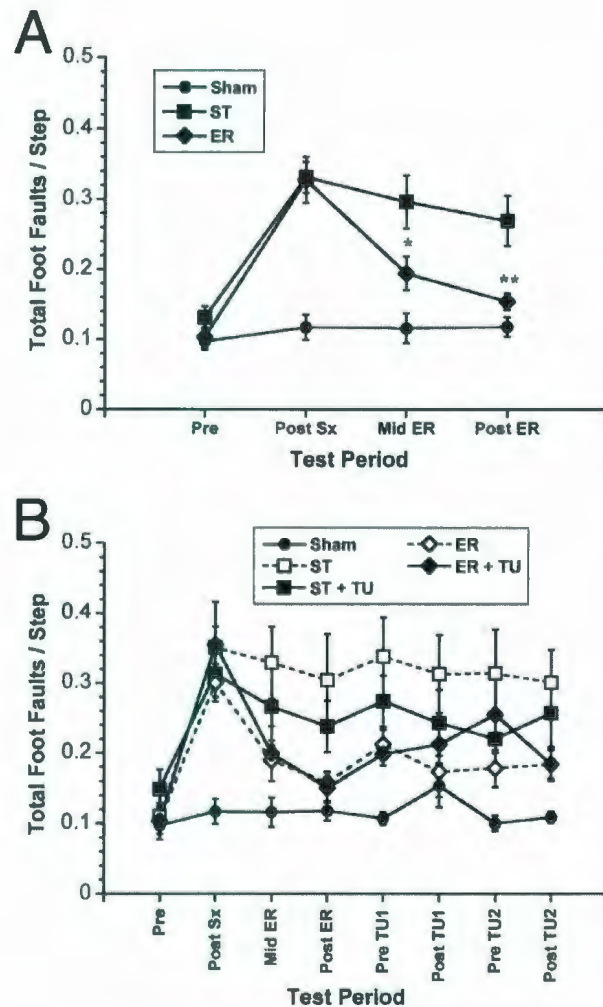 A
0.5
0.4
0.3
0.2
0.1
0
Total Foot Faults / Step
Sham
ST
ER
*
**
Pre
Post Sx
Mid ER
Post ER
Test Period
B
0.5
0.4
0.3
0.2
0.1
0
Total Foot Faults / Step
Sham
ER
ST
ER + TU
ST + TU
Pre
Post Sx
Mid ER
Post ER
Pre TU1
Post TU1
Pre TU2
Post TU2
Test Period